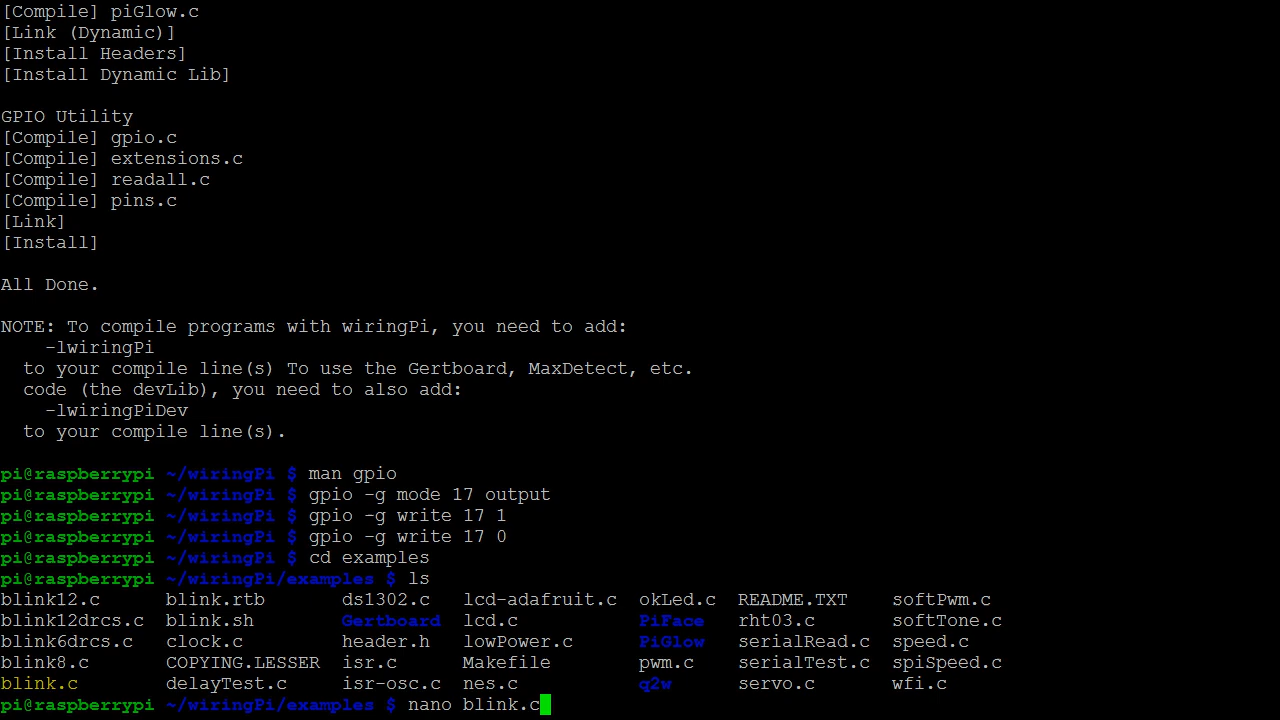 [Compile] piGlow.c
[Link (Dynamic)]
[Install Headers]
[Install Dynamic Lib]
GPIO Utility
[Compile] gpio.c
[Compile] extensions.c
[Compile] readall.c
[Compile] pins.c
[Link]
[Install]
All Done.
NOTE: To compile programs with wiringPi, you need to add:
    -lwiringPi
  to your compile line(s) To use the Gertboard, MaxDetect, etc.
  code (the devLib), you need to also add:
    -lwiringPiDev
  to your compile line(s).
pi@raspberrypi ~/wiringPi $ man gpio
pi@raspberrypi ~/wiringPi $ gpio -g mode 17 output
pi@raspberrypi ~/wiringPi $ gpio -g write 17 1
pi@raspberrypi ~/wiringPi $ gpio -g write 17 0
pi@raspberrypi ~/wiringPi $ cd examples
pi@raspberrypi ~/wiringPi/examples $ ls
blink12.c      blink.rtb       ds1302.c   lcd-adafruit.c  okLed.c  README.TXT    softPwm.c
blink12drcs.c  blink.sh        Gertboard  lcd.c           PiFace   rht03.c       softTone.c
blink6drcs.c   clock.c         header.h   lowPower.c      PiGlow   serialRead.c  speed.c
blink8.c       COPYING.LESSER  isr.c      Makefile        pwm.c    serialTest.c  spiSpeed.c
blink.c        delayTest.c     isr-osc.c  nes.c           q2w      servo.c       wfi.c
pi@raspberrypi ~/wiringPi/examples $ nano blink.c